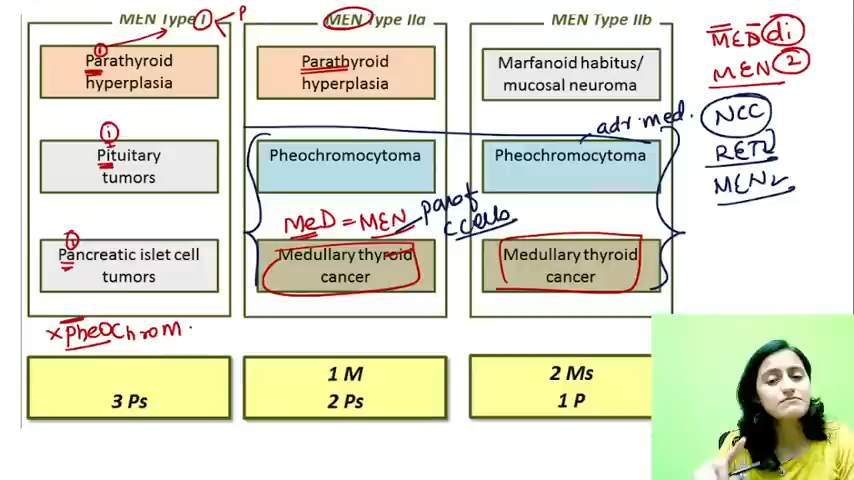 MEN Type I
P
MEN Type IIa
MEN Type IIb
i
Parathyroid
hyperplasia
Parathyroid
hyperplasia
Marfanoid habitus/
mucosal neuroma
MED di
MEN 2
NCC
RET
MEN2
adr. med.
i
Pituitary
tumors
Pheochromocytoma
Pheochromocytoma
MeD = MEN
paraf
C cells
i
Pancreatic islet cell
tumors
Medullary thyroid
cancer
Medullary thyroid
cancer
x PheOchrom.
3 Ps
1 M
2 Ps
2 Ms
1 P